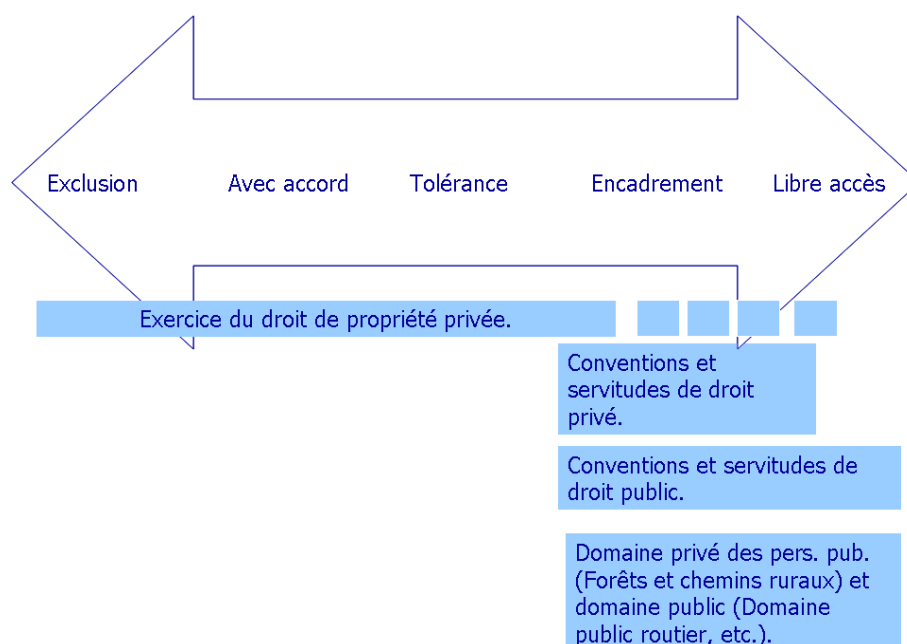 Exclusion Avec accord Tolérance Encadrement Libre accès
Exercice du droit de propriété privée.
Conventions et
servitudes de droit
privé.
Conventions et servitudes de
droit public.
Domaine privé des pers. pub.
(Forêts et chemins ruraux) et
domaine public (Domaine
public routier, etc.).